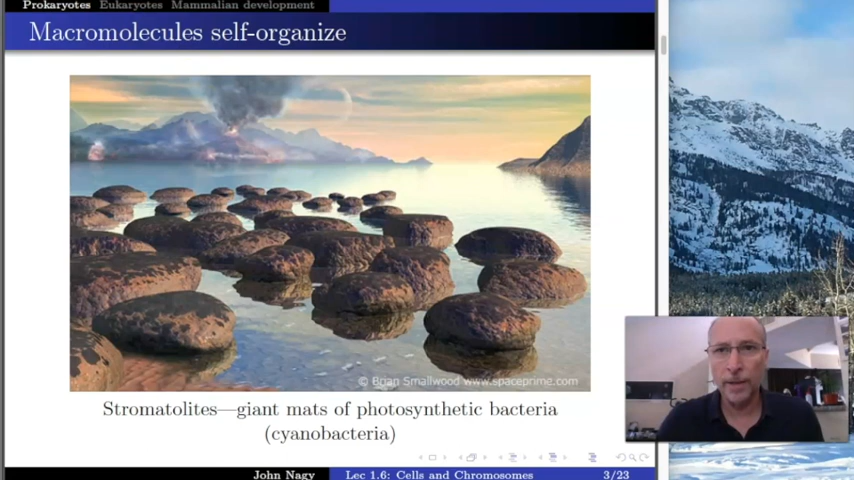 Prokaryotes Eukaryotes Mammalian development
Macromolecules self-organize
© Brian Smallwood www.spaceprime.com
Stromatolites—giant mats of photosynthetic bacteria
(cyanobacteria)
John Nagy Lec 1.6: Cells and Chromosomes 3/23